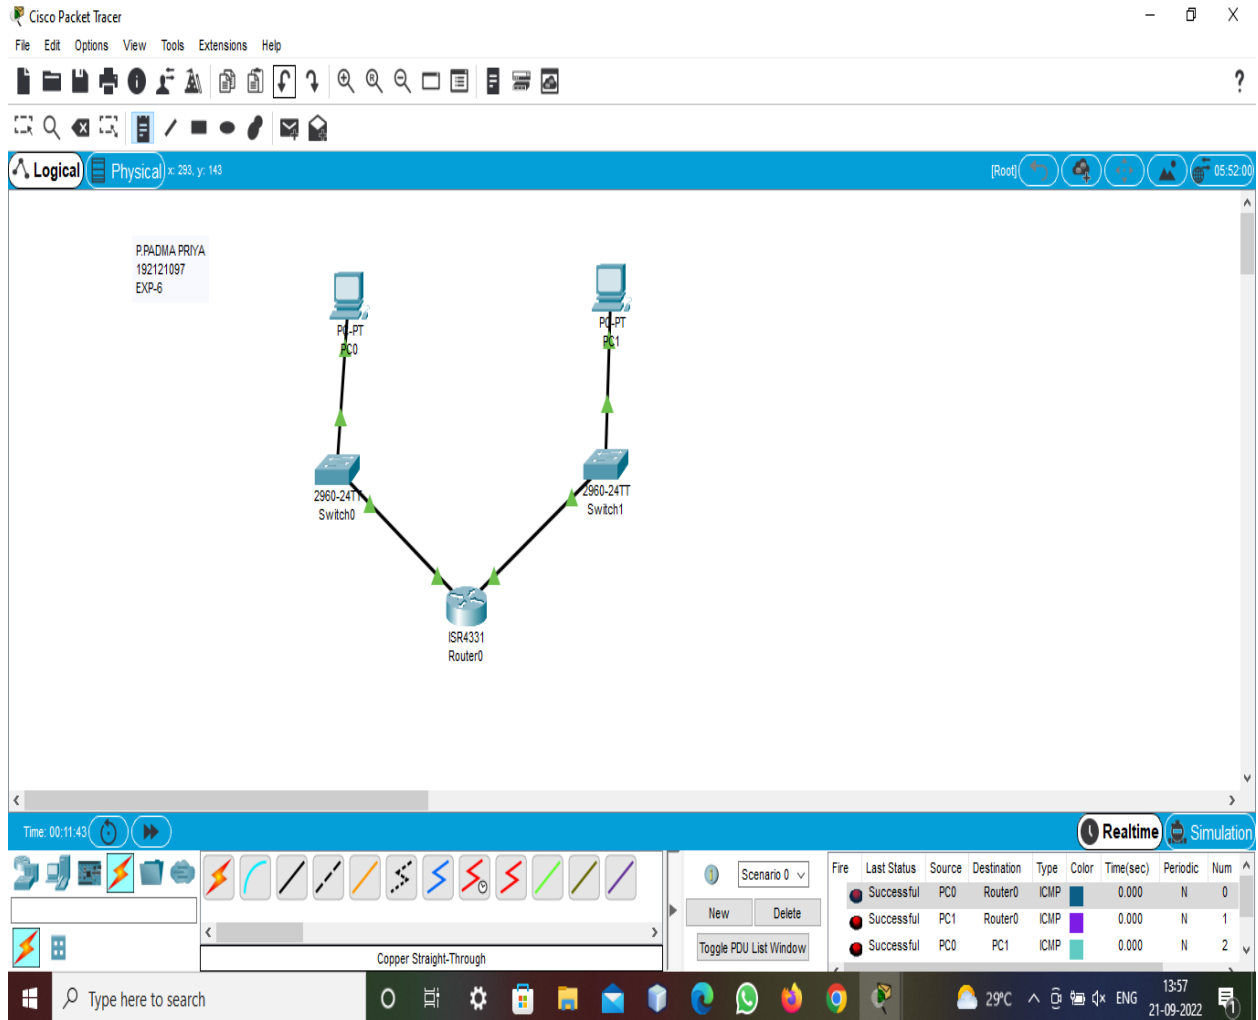 Cisco Packet Tracer
File Edit Options View Tools Extensions Help
?
Logical Physical x: 293, y: 143 [Root] 05:52:00
P.PADMA PRIYA
192121097
EXP-6
PC-PT
PC0
PC-PT
PC1
2960-24TT
Switch0
2960-24TT
Switch1
ISR4331
Router0
Time: 00:11:43 Realtime Simulation
Scenario 0
New Delete
Toggle PDU List Window
Fire Last Status Source Destination Type Color Time(sec) Periodic Num
Successful PC0 Router0 ICMP 0.000 N 0
Successful PC1 Router0 ICMP 0.000 N 1
Successful PC0 PC1 ICMP 0.000 N 2
Copper Straight-Through
Type here to search
29°C ENG 13:57
21-09-2022
1